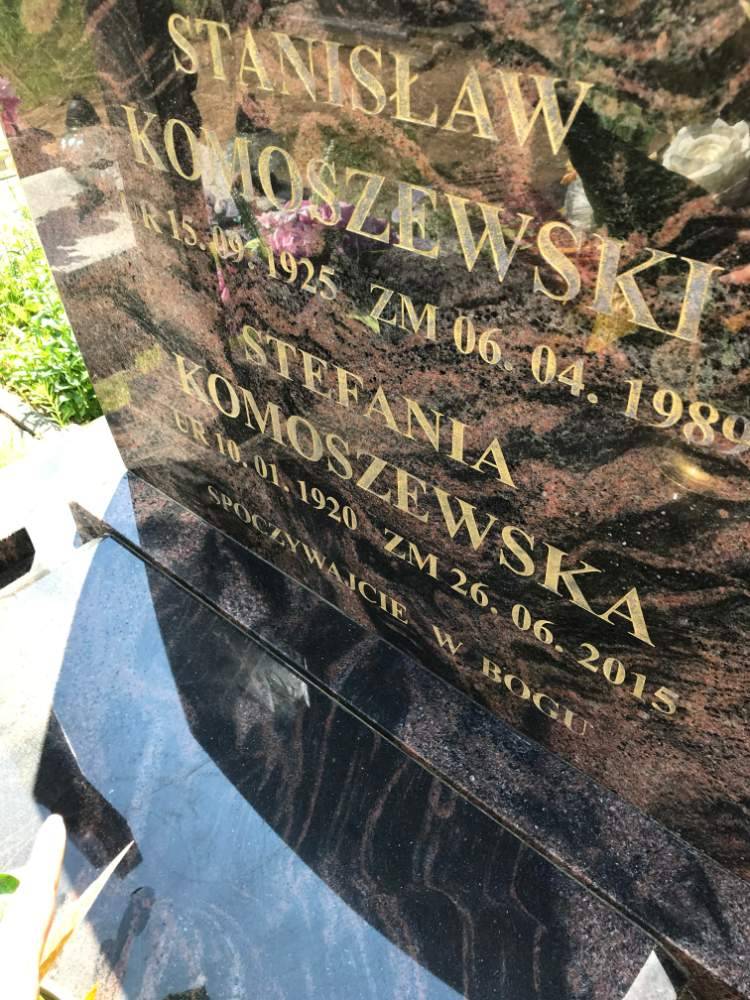 STANISŁAW
KOMOSZEWSKI
UR 15. 09. 1925 ZM 06. 04. 1989
STEFANIA
KOMOSZEWSKA
UR 10. 01. 1920 ZM 26. 06. 2015
SPOCZYWAJCIE W BOGU